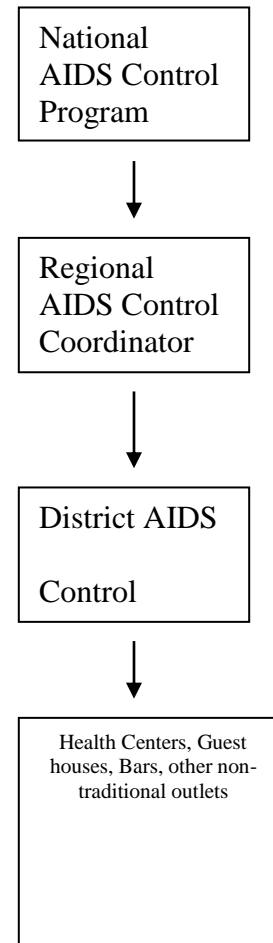 National
AIDS Control
Program
Regional
AIDS Control
Coordinator
District AIDS
Control
Health Centers, Guest
houses, Bars, other non-
traditional outlets